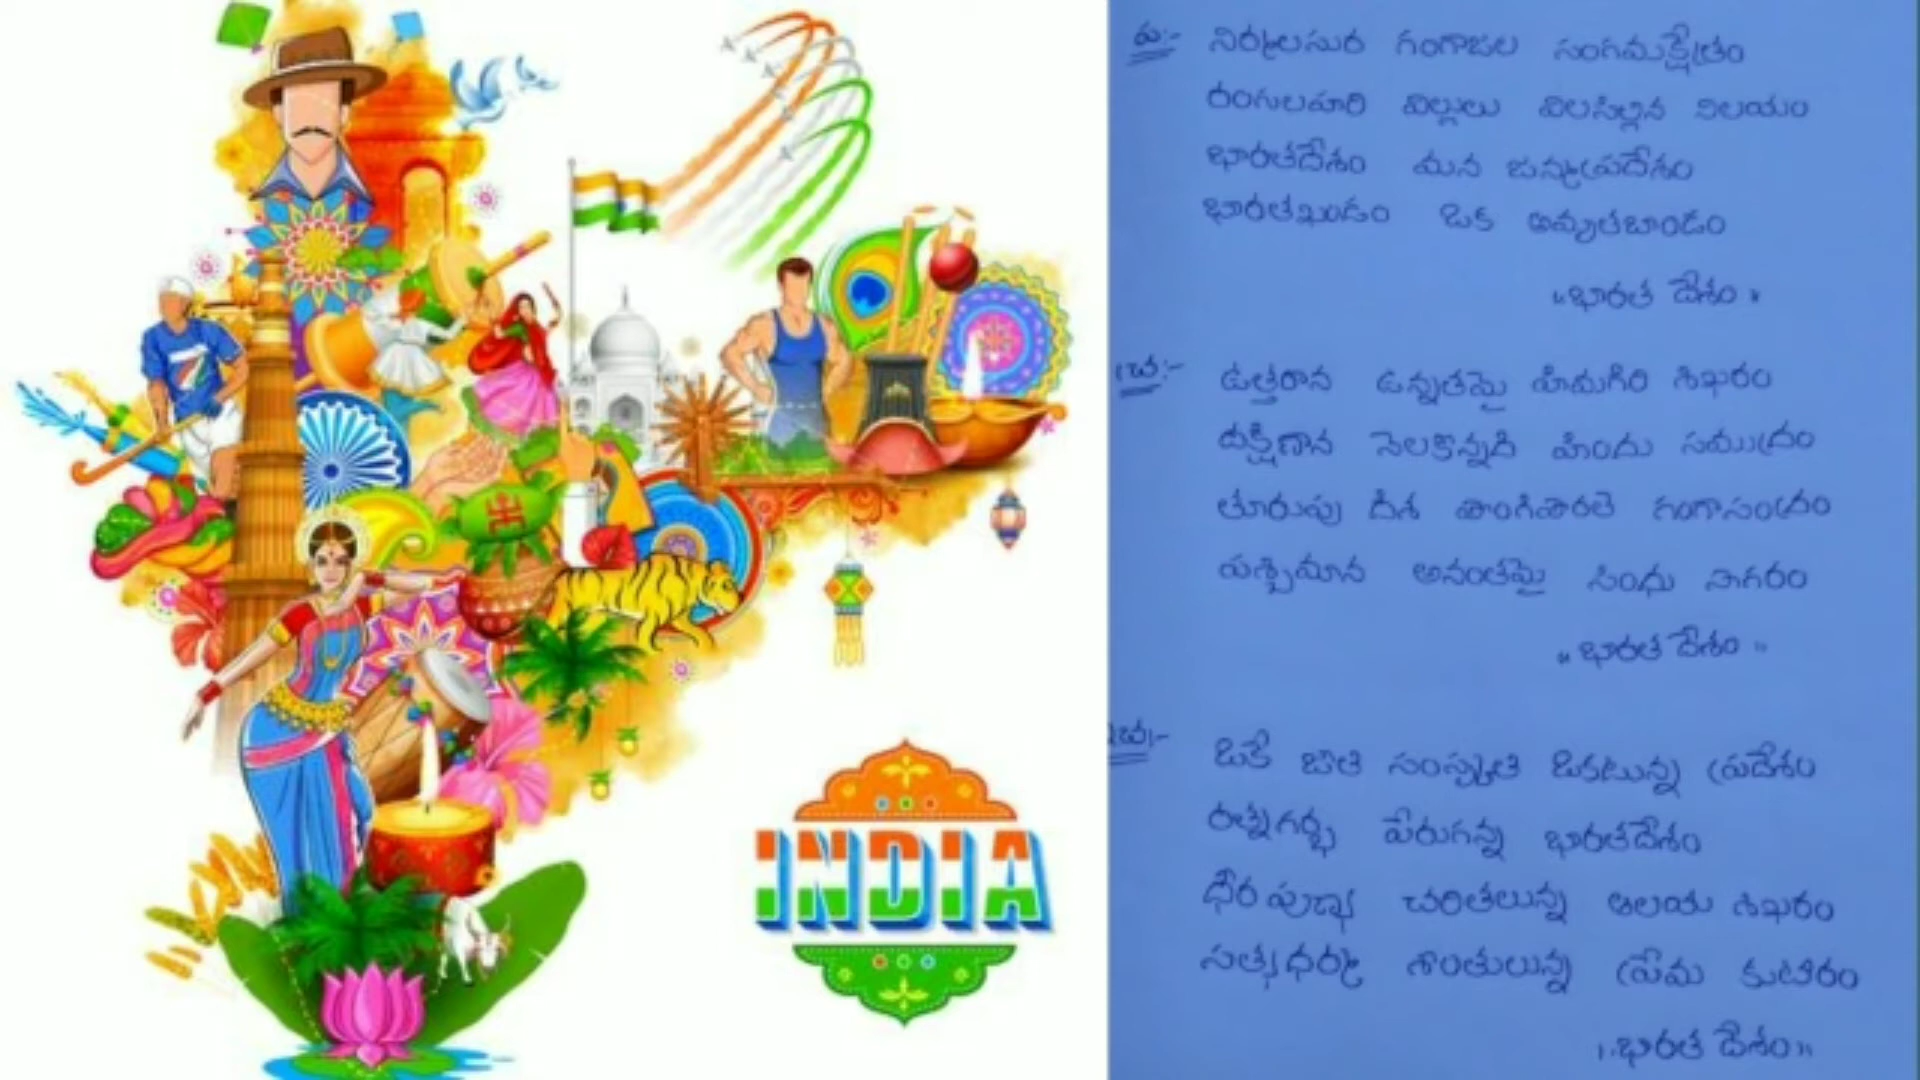 INDIA
ప:- నిర్మలసుర గంగాజల సంగమక్షేత్రం
రంగులహరి విల్లులు విలసిల్లిన నిలయం
భారతదేశం మన జన్మప్రదేశం
భారతఖండం ఒక అమృతభాండం
"భారత దేశం"
1చ:- ఉత్తరాన ఉన్నతమై హిమగిరి శిఖరం
దక్షిణాన నెలకొన్నది హిందు సముద్రం
తూరుపు దిశ పొంగిపొరలె గంగాసంద్రం
పశ్చిమాన అనంతమై సింధు సాగరం
"భారత దేశం"
2చ:- ఒకే జాతి సంస్కృతి ఒకటున్న ప్రదేశం
రత్నగర్భ పేరుగన్న భారతదేశం
ధీర పుణ్య చరితలున్న ఆలయ శిఖరం
సత్యధర్మ శాంతులున్న ప్రేమ కుటీరం
"భారత దేశం"